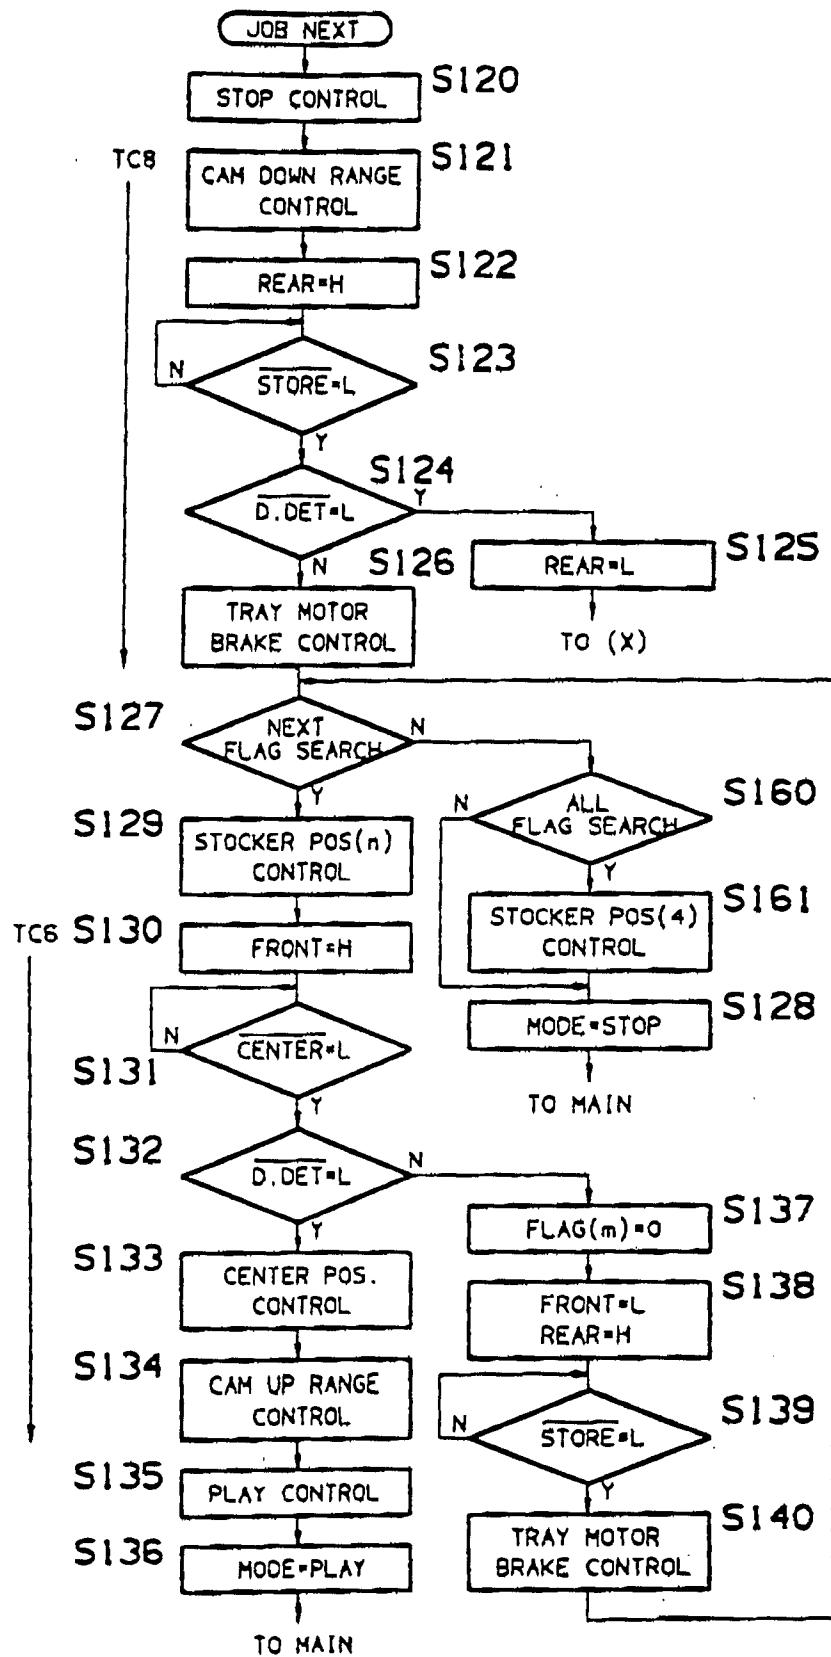 JOB NEXT
S120
STOP CONTROL
TC8
S121
CAM DOWN RANGE
CONTROL
S122
REAR=H
S123
N
STORE=L
Y
S124
D.DET=L
Y
N
S126
S125
REAR=L
TRAY MOTOR
BRAKE CONTROL
TO (X)
S127
NEXT
FLAG SEARCH
N
Y
S160
N
ALL
FLAG SEARCH
Y
S129
STOCKER POS(n)
CONTROL
S161
STOCKER POS(4)
CONTROL
TC6
S130
FRONT=H
S128
MODE=STOP
TO MAIN
N
CENTER=L
S131
Y
S132
D.DET=L
N
Y
S137
FLAG(m)=0
S133
CENTER POS.
CONTROL
S138
FRONT=L
REAR=H
S134
CAM UP RANGE
CONTROL
S139
N
STORE=L
Y
S135
PLAY CONTROL
S140
TRAY MOTOR
BRAKE CONTROL
S136
MODE=PLAY
TO MAIN